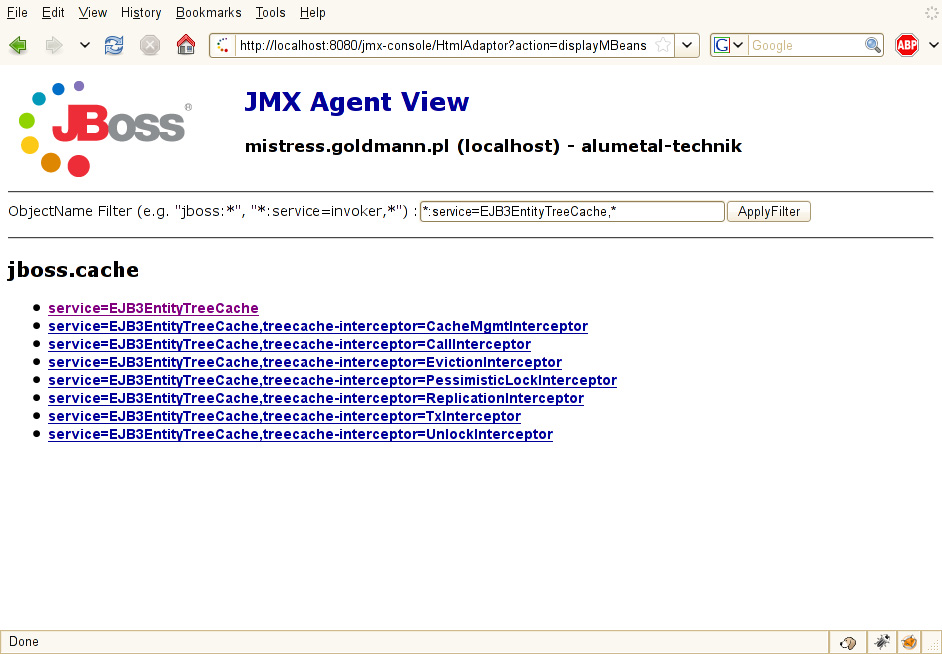 File Edit View History Bookmarks Tools Help
http://localhost:8080/jmx-console/HtmlAdaptor?action=displayMBeans G Google ABP
JBoss®
JMX Agent View
mistress.goldmann.pl (localhost) - alumetal-technik
ObjectName Filter (e.g. "jboss:*", "*:service=invoker,*") : *:service=EJB3EntityTreeCache,* ApplyFilter
jboss.cache
service=EJB3EntityTreeCache
service=EJB3EntityTreeCache,treecache-interceptor=CacheMgmtInterceptor
service=EJB3EntityTreeCache,treecache-interceptor=CallInterceptor
service=EJB3EntityTreeCache,treecache-interceptor=EvictionInterceptor
service=EJB3EntityTreeCache,treecache-interceptor=PessimisticLockInterceptor
service=EJB3EntityTreeCache,treecache-interceptor=ReplicationInterceptor
service=EJB3EntityTreeCache,treecache-interceptor=TxInterceptor
service=EJB3EntityTreeCache,treecache-interceptor=UnlockInterceptor
Done